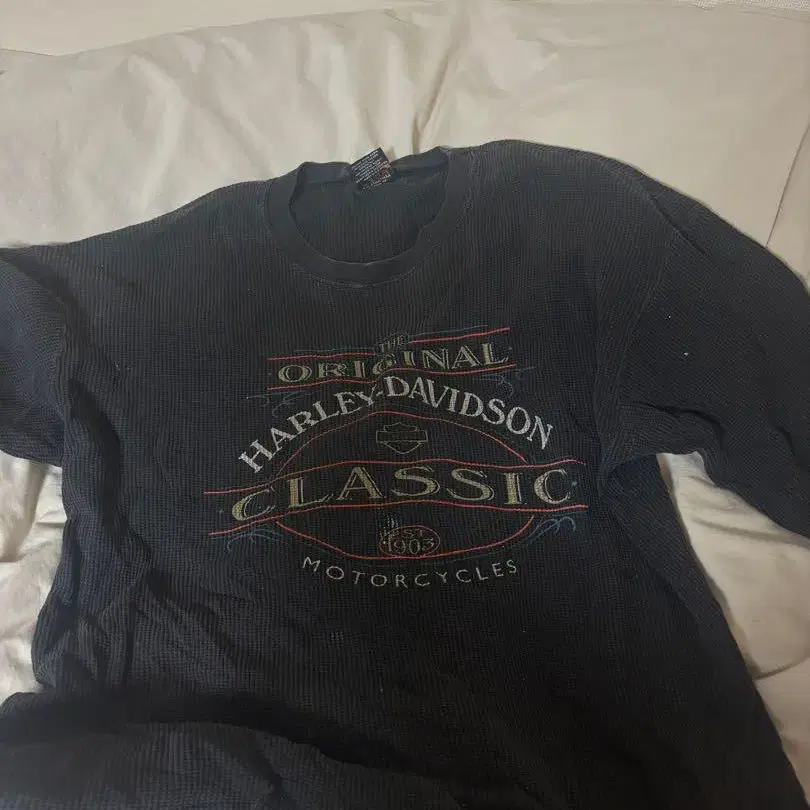 THE
ORIGINAL
HARLEY-DAVIDSON
CLASSIC
EST
1903
MOTORCYCLES